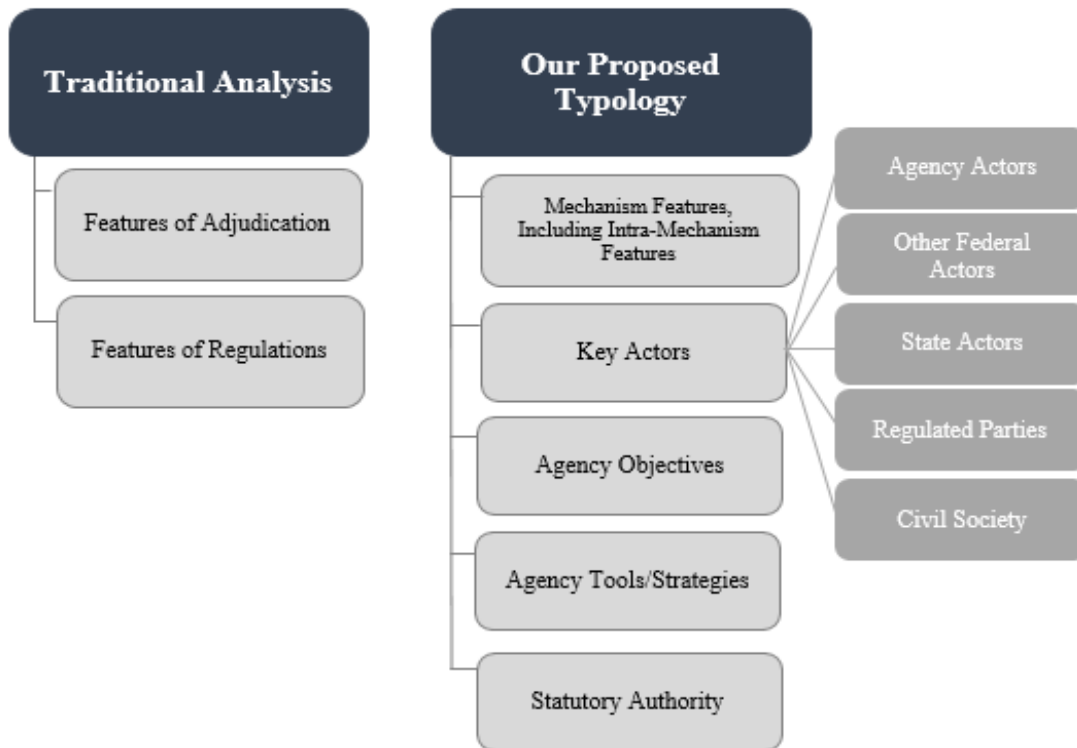 Traditional Analysis
Features of Adjudication
Features of Regulations
Our Proposed
Typology
Mechanism Features,
Including Intra-Mechanism
Features
Key Actors
Agency Objectives
Agency Tools/Strategies
Statutory Authority
Agency Actors
Other Federal
Actors
State Actors
Regulated Parties
Civil Society